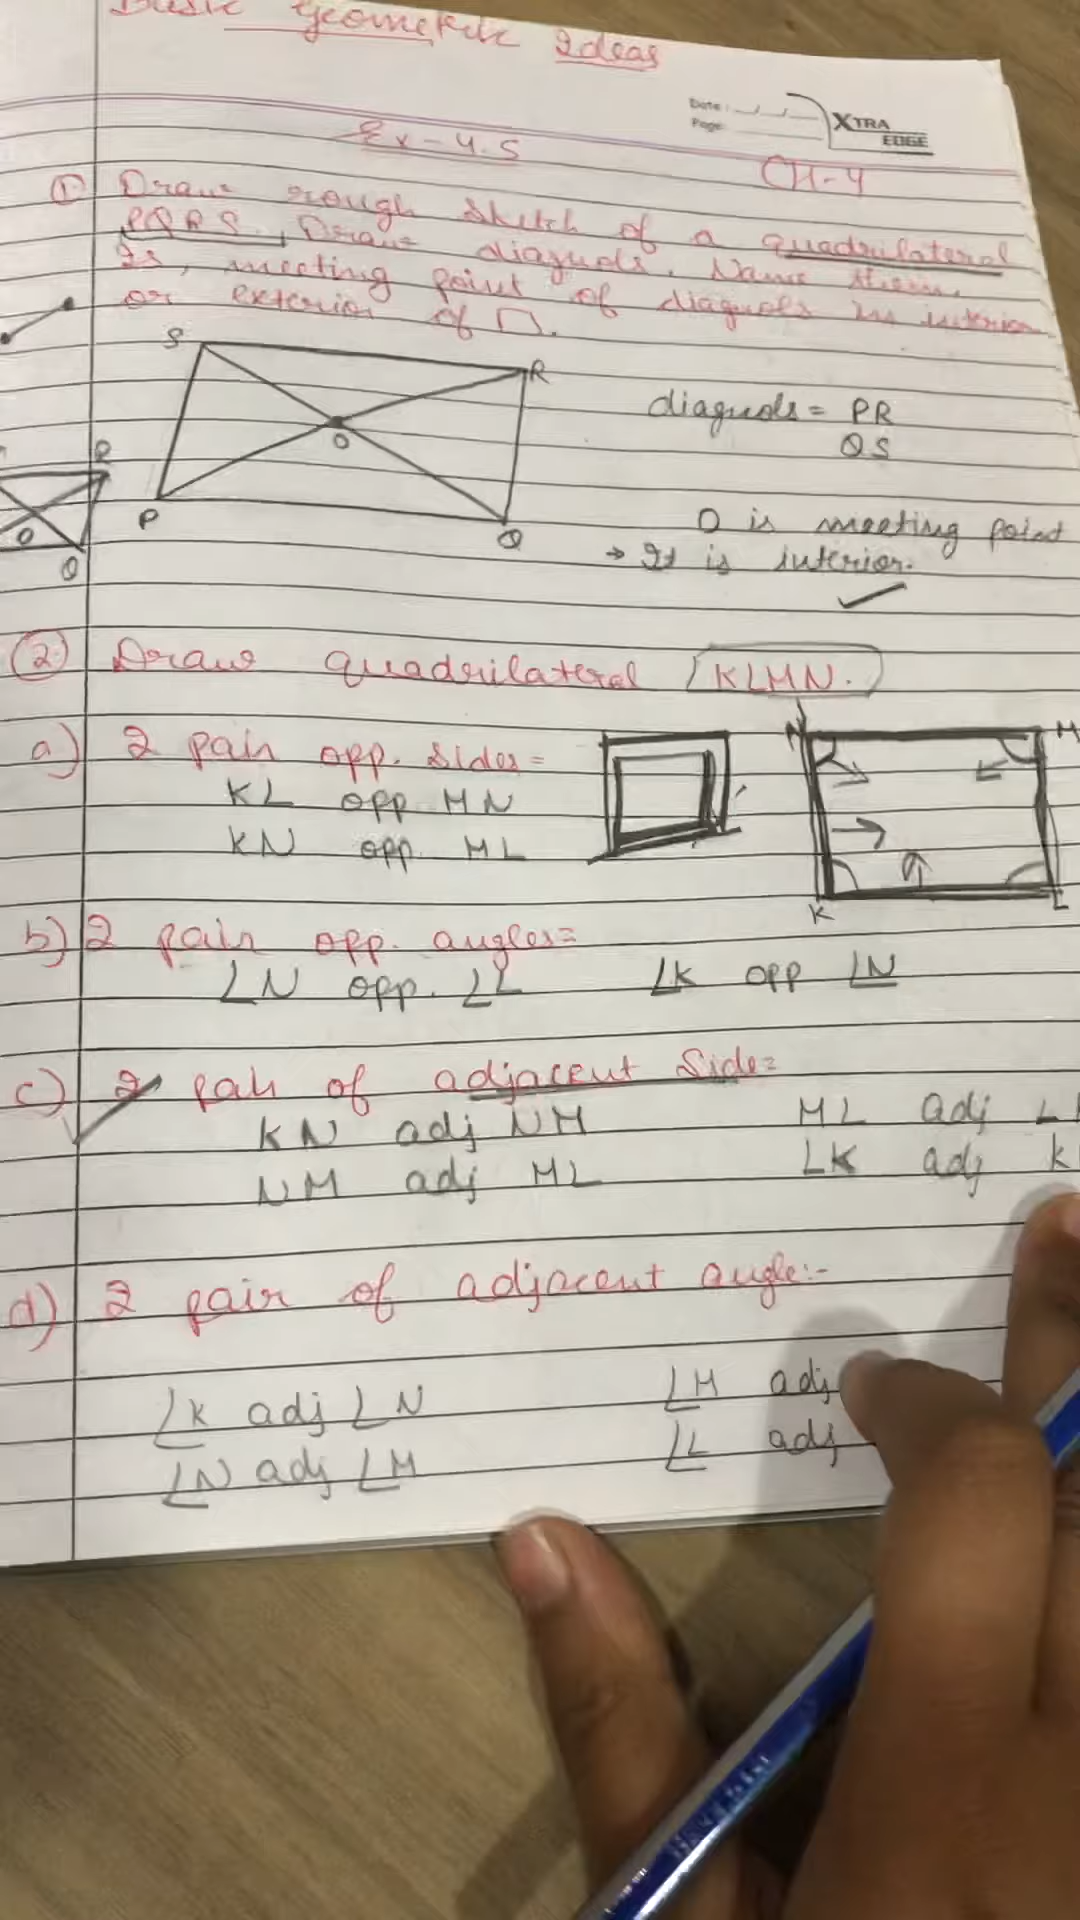 Basic Geometric Ideas
Date :
Page
XTRA
EDGE
Ex - 4.5
CH-4
① Draw rough sketch of a quadrilateral
PQRS. Draw diaguols. Name them.
Is, meeting point of diaguols in interior
or exterior of □.
S
R
O
P
Q
diaguols = PR
QS
O is meeting point
→ It is interior.
R
O
Q
② Draw quadrilateral KLMN.
a) 2 pair opp. sides =
KL opp MN
KN opp. ML
N
M
K
L
b) 2 pair opp. angles =
∠N opp. ∠L ∠K opp ∠N
c) 2 pair of adjacent side =
KN adj NM ML adj
NM adj ML LK adj
d) 2 pair of adjacent angle :-
∠K adj ∠N ∠M adj
∠N adj ∠M ∠L adj